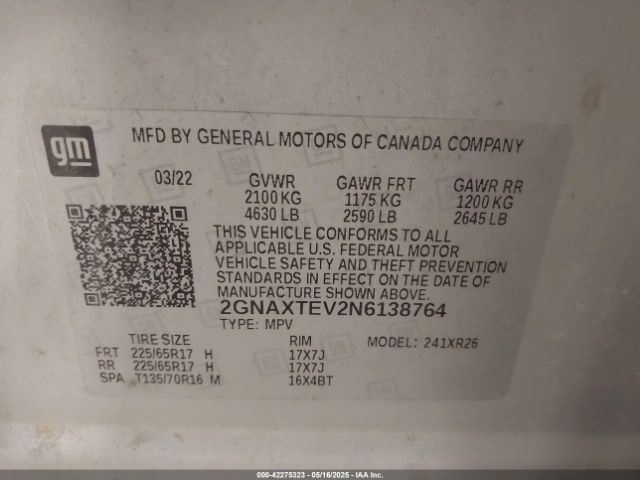 gm
MFD BY GENERAL MOTORS OF CANADA COMPANY
03/22 GVWR GAWR FRT GAWR RR
2100 KG 1175 KG 1200 KG
4630 LB 2590 LB 2645 LB
THIS VEHICLE CONFORMS TO ALL
APPLICABLE U.S. FEDERAL MOTOR
VEHICLE SAFETY AND THEFT PREVENTION
STANDARDS IN EFFECT ON THE DATE OF
MANUFACTURE SHOWN ABOVE.
2GNAXTEV2N6138764
TYPE: MPV
TIRE SIZE RIM MODEL: 241XR26
FRT 225/65R17 H 17X7J
RR 225/65R17 H 17X7J
SPA T135/70R16 M 16X4BT
000-42275323 - 05/16/2025 - IAA Inc.